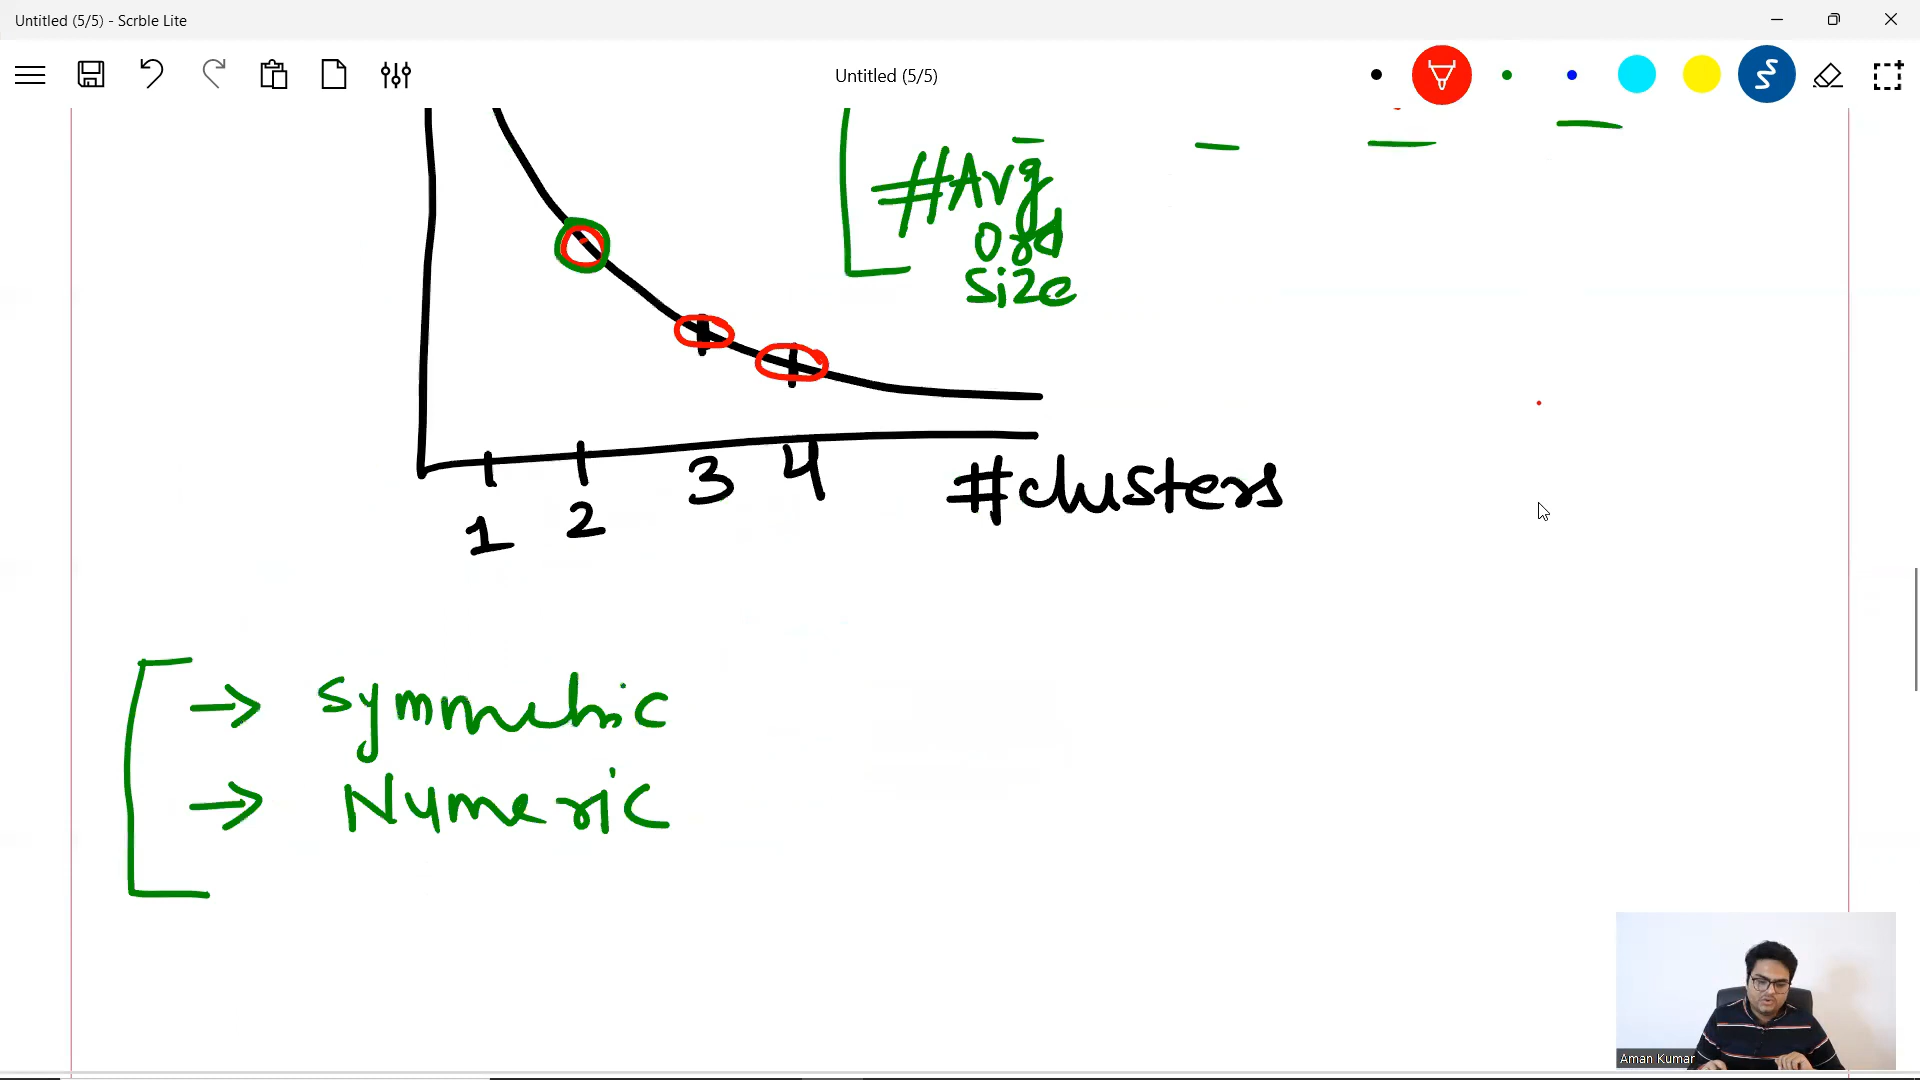 Untitled (5/5) - Scrble Lite
Untitled (5/5)
#Avg
Ord
Size
1
2
3
4
#clusters
→ Symmetric
→ Numeric
Aman Kumar